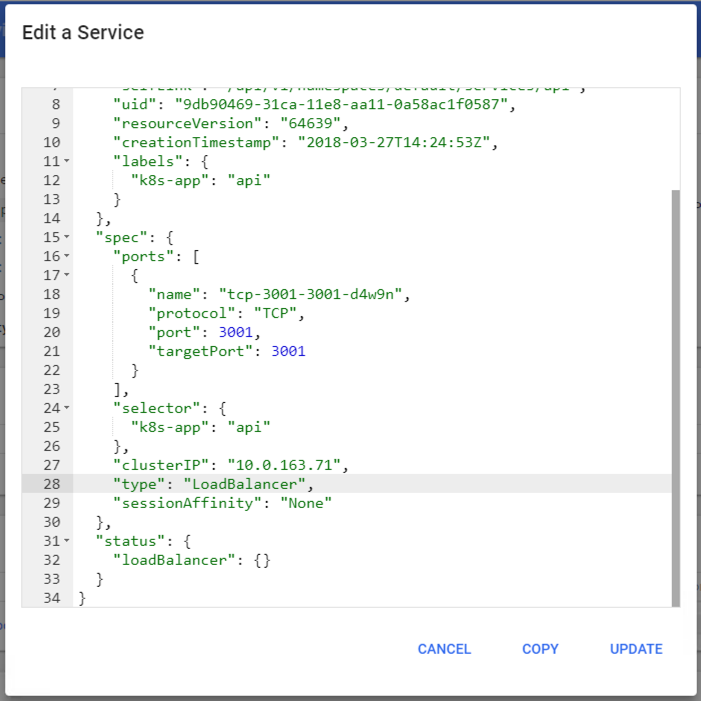 Edit a Service
7 "selfLink": "/api/v1/namespaces/default/services/api",
8 "uid": "9db90469-31ca-11e8-aa11-0a58ac1f0587",
9 "resourceVersion": "64639",
10 "creationTimestamp": "2018-03-27T14:24:53Z",
11 "labels": {
12 "k8s-app": "api"
13 }
14 },
15 "spec": {
16 "ports": [
17 {
18 "name": "tcp-3001-3001-d4w9n",
19 "protocol": "TCP",
20 "port": 3001,
21 "targetPort": 3001
22 }
23 ],
24 "selector": {
25 "k8s-app": "api"
26 },
27 "clusterIP": "10.0.163.71",
28 "type": "LoadBalancer",
29 "sessionAffinity": "None"
30 },
31 "status": {
32 "loadBalancer": {}
33 }
34 }
CANCEL COPY UPDATE